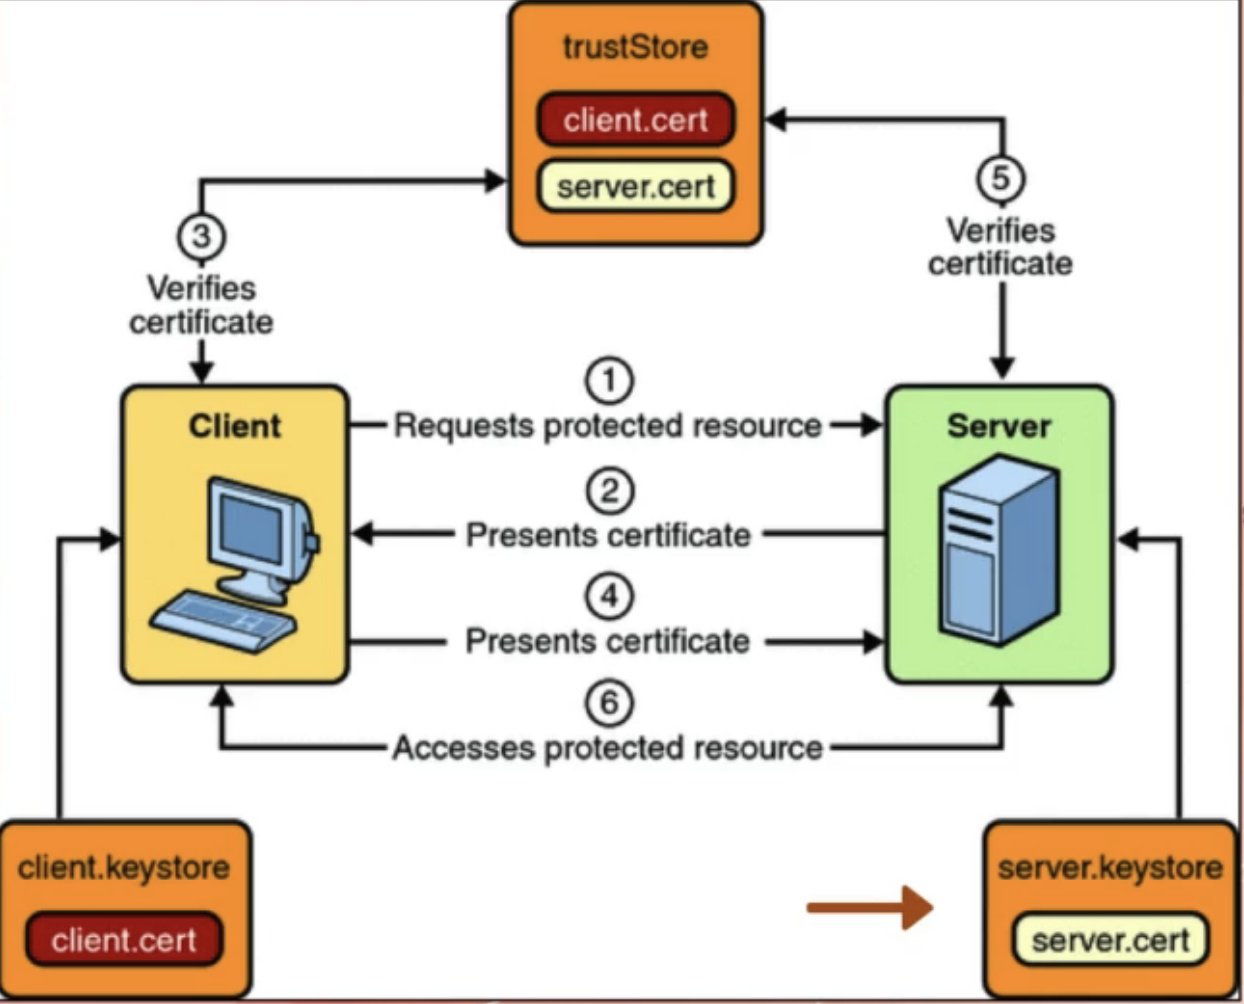 trustStore
client.cert
server.cert
3
Verifies
certificate
5
Verifies
certificate
Client
Server
1
Requests protected resource
2
Presents certificate
4
Presents certificate
6
Accesses protected resource
client.keystore
client.cert
server.keystore
server.cert